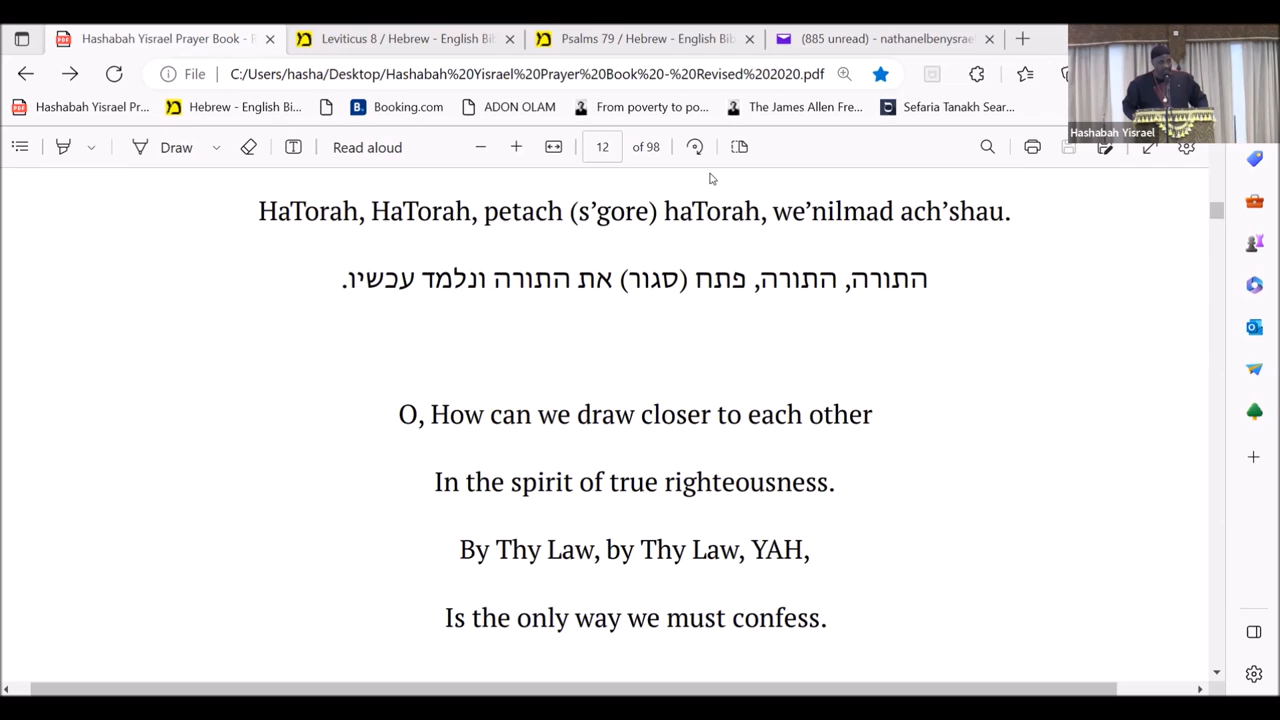 Hashabah Yisrael Prayer Book - R
Leviticus 8 / Hebrew - English Bib
Psalms 79 / Hebrew - English Bib
(885 unread) - nathanelbenysrae
File
C:/Users/hasha/Desktop/Hashabah%20Yisrael%20Prayer%20Book%20-%20Revised%202020.pdf
Hashabah Yisrael Pr...
Hebrew - English Bi...
Booking.com
ADON OLAM
From poverty to po...
The James Allen Fre...
Sefaria Tanakh Sear...
Hashabah Yisrael
Draw
Read aloud
12 of 98
HaTorah, HaTorah, petach (s’gore) haTorah, we’nilmad ach’shau.
התורה, התורה, פתח (סגור) את התורה ונלמד עכשיו.
O, How can we draw closer to each other
In the spirit of true righteousness.
By Thy Law, by Thy Law, YAH,
Is the only way we must confess.